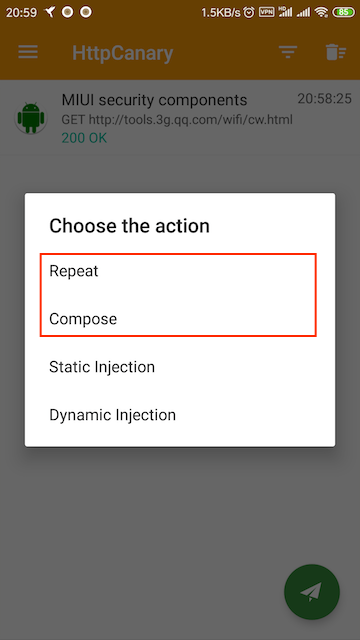 20:59 1.5KB/s VPN HD 85
HttpCanary
MIUI security components 20:58:25
GET http://tools.3g.qq.com/wifi/cw.html
200 OK
Choose the action
Repeat
Compose
Static Injection
Dynamic Injection